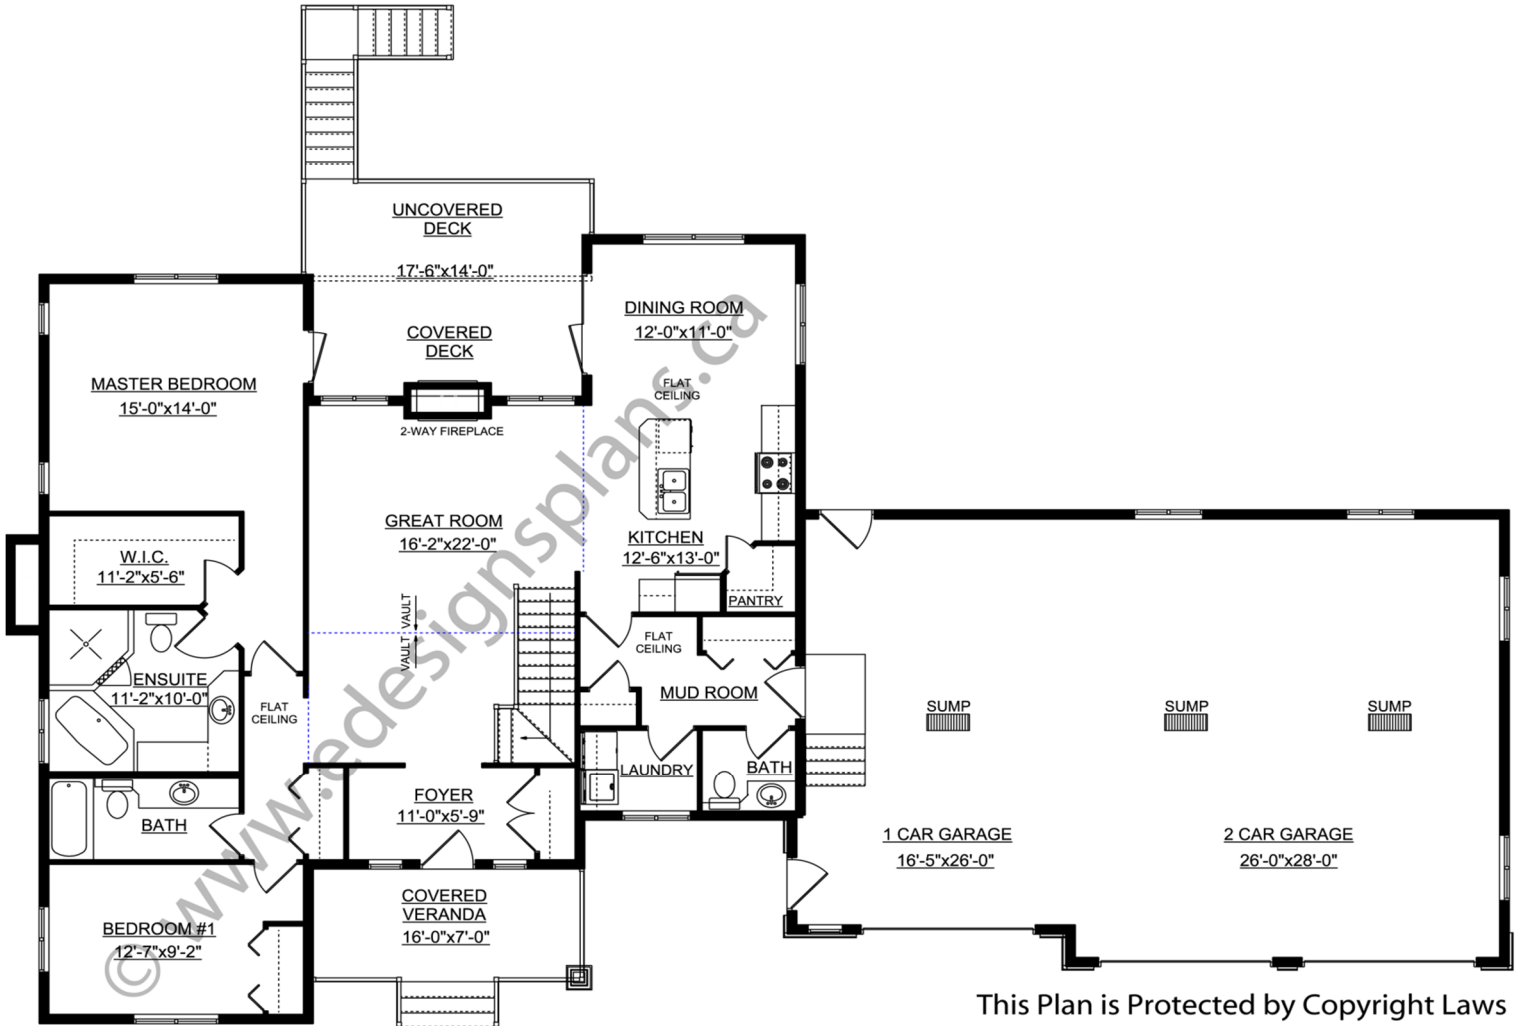 UNCOVERED
DECK
17'-6"x14'-0"
COVERED
DECK
DINING ROOM
12'-0"x11'-0"
FLAT
CEILING
MASTER BEDROOM
15'-0"x14'-0"
2-WAY FIREPLACE
GREAT ROOM
16'-2"x22'-0"
KITCHEN
12'-6"x13'-0"
PANTRY
W.I.C.
11'-2"x5'-6"
VAULT
VAULT
FLAT
CEILING
MUD ROOM
ENSUITE
11'-2"x10'-0"
FLAT
CEILING
SUMP
SUMP
SUMP
LAUNDRY
BATH
FOYER
11'-0"x5'-9"
BATH
1 CAR GARAGE
16'-5"x26'-0"
2 CAR GARAGE
26'-0"x28'-0"
COVERED
VERANDA
16'-0"x7'-0"
BEDROOM #1
12'-7"x9'-2"
© www.edesignsplans.ca
This Plan is Protected by Copyright Laws